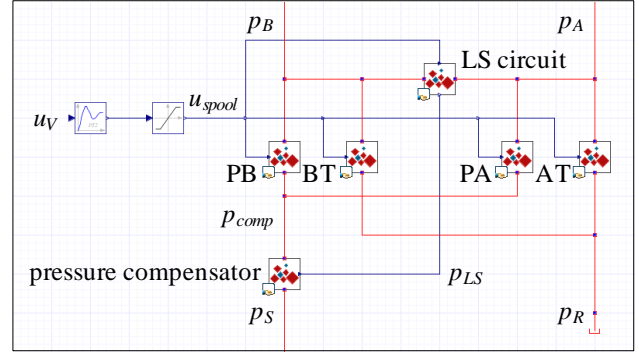 p_B p_A
LS circuit
u_V u_spool
PB BT PA AT
p_comp
pressure compensator p_LS
p_S p_R